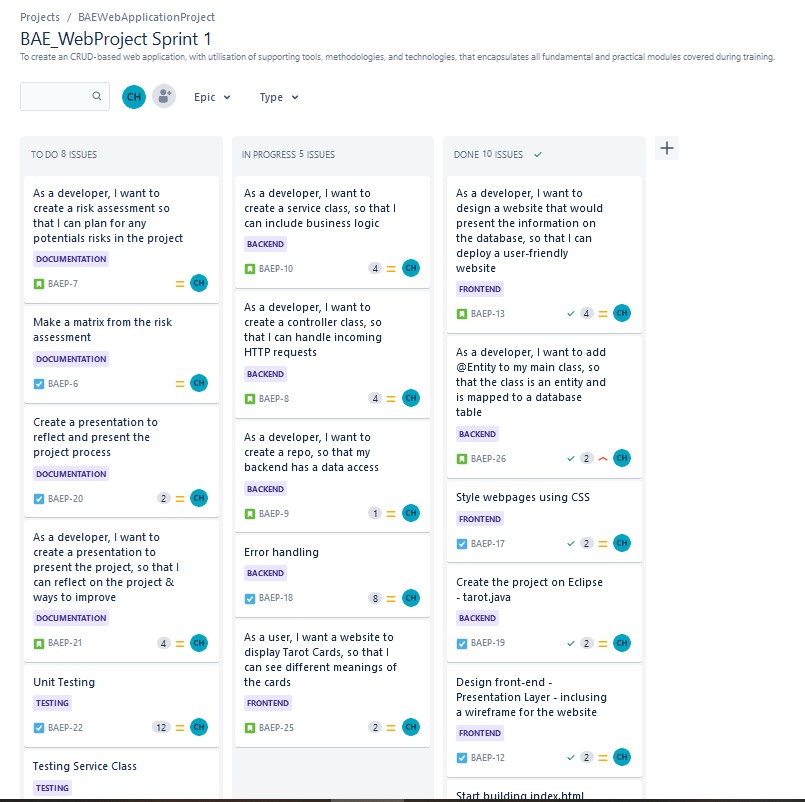 Projects / BAEWebApplicationProject
BAE_WebProject Sprint 1
To create an CRUD-based web application, with utilisation of supporting tools, methodologies, and technologies, that encapsulates all fundamental and practical modules covered during training.
CH Epic Type
TO DO 8 ISSUES
As a developer, I want to
create a risk assessment so
that I can plan for any
potentials risks in the project
DOCUMENTATION
BAEP-7 CH
Make a matrix from the risk
assessment
DOCUMENTATION
BAEP-6 CH
Create a presentation to
reflect and present the
project process
DOCUMENTATION
BAEP-20 2 CH
As a developer, I want to
create a presentation to
present the project, so that I
can reflect on the project &
ways to improve
DOCUMENTATION
BAEP-21 4 CH
Unit Testing
TESTING
BAEP-22 12 CH
Testing Service Class
TESTING
IN PROGRESS 5 ISSUES
As a developer, I want to
create a service class, so that I
can include business logic
BACKEND
BAEP-10 4 CH
As a developer, I want to
create a controller class, so
that I can handle incoming
HTTP requests
BACKEND
BAEP-8 4 CH
As a developer, I want to
create a repo, so that my
backend has a data access
BACKEND
BAEP-9 1 CH
Error handling
BACKEND
BAEP-18 8 CH
As a user, I want a website to
display Tarot Cards, so that I
can see different meanings of
the cards
FRONTEND
BAEP-25 2 CH
DONE 10 ISSUES
As a developer, I want to
design a website that would
present the information on
the database, so that I can
deploy a user-friendly
website
FRONTEND
BAEP-13 4 CH
As a developer, I want to add
@Entity to my main class, so
that the class is an entity and
is mapped to a database
table
BACKEND
BAEP-26 2 CH
Style webpages using CSS
FRONTEND
BAEP-17 2 CH
Create the project on Eclipse
- tarot.java
BACKEND
BAEP-19 2 CH
Design front-end -
Presentation Layer - inclusing
a wireframe for the website
FRONTEND
BAEP-12 2 CH
Start building index.html